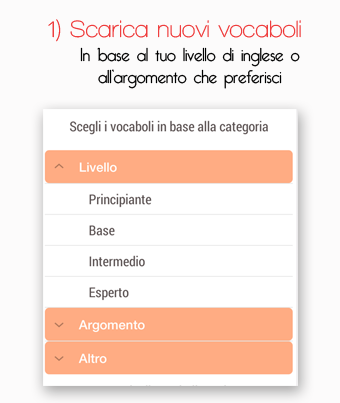 1) Scarica nuovi vocaboli
In base al tuo livello di inglese o
all'argomento che preferisci
Scegli i vocaboli in base alla categoria
Livello
Principiante
Base
Intermedio
Esperto
Argomento
Altro